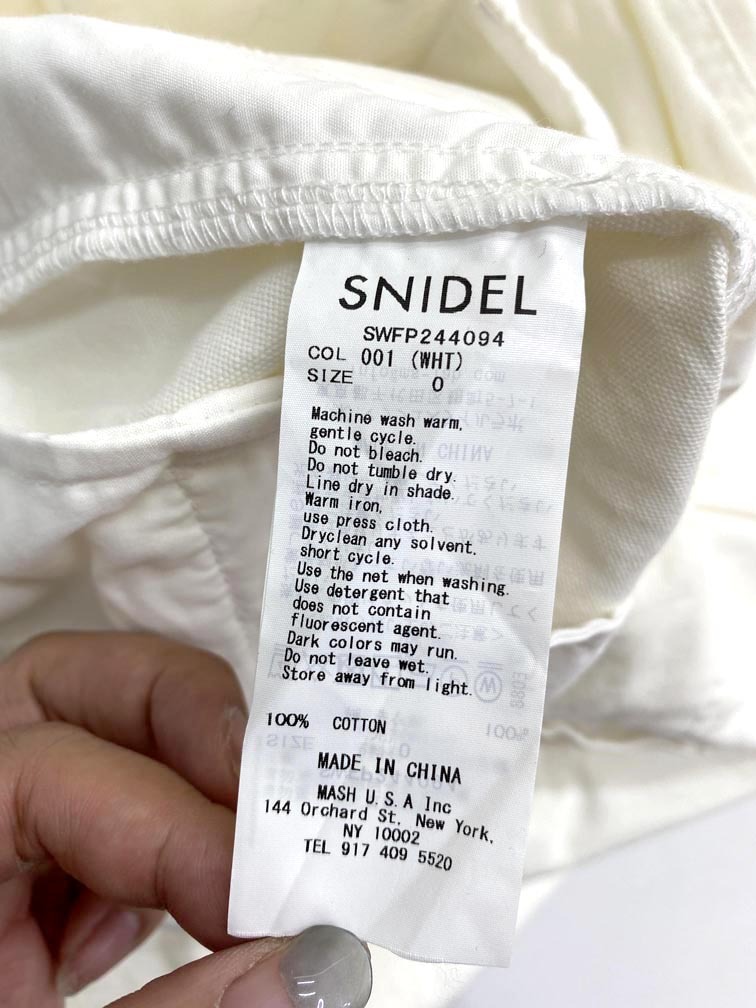 SNIDEL
SWFP244094
COL 001 (WHT)
SIZE 0
Machine wash warm,
gentle cycle.
Do not bleach.
Do not tumble dry.
Line dry in shade.
Warm iron,
use press cloth.
Dryclean any solvent.
short cycle.
Use the net when washing.
Use detergent that
does not contain
fluorescent agent.
Dark colors may run.
Do not leave wet.
Store away from light.
100% COTTON
MADE IN CHINA
MASH U.S.A Inc
144 Orchard St. New York,
NY 10002
TEL 917 409 5520